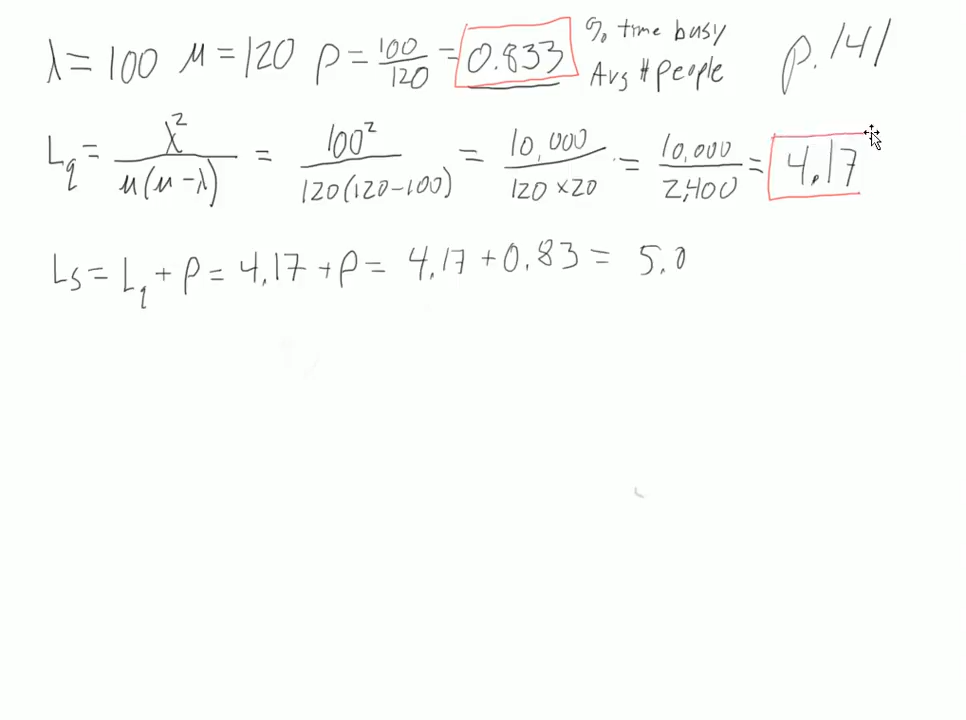 λ = 100 μ = 120 ρ = 100/120 = 0.833 % time busy p. 141
Avg # people
Lq = λ²/μ(μ-λ) = 100²/120(120-100) = 10,000/120×20 = 10,000/2,400 = 4.17
Ls = Lq + ρ = 4.17 + ρ = 4.17 + 0.83 = 5.0